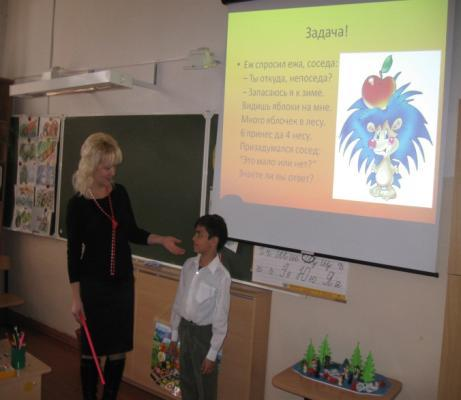 Задача!
• Еж спросил ежа, соседа:
– Ты откуда, непоседа?
– Запасаюсь я к зиме.
Видишь яблоки на мне.
Много яблочек в лесу.
6 принес да 4 несу.
Призадумался сосед:
"Это мало или нет?"
Знаете ли вы ответ?